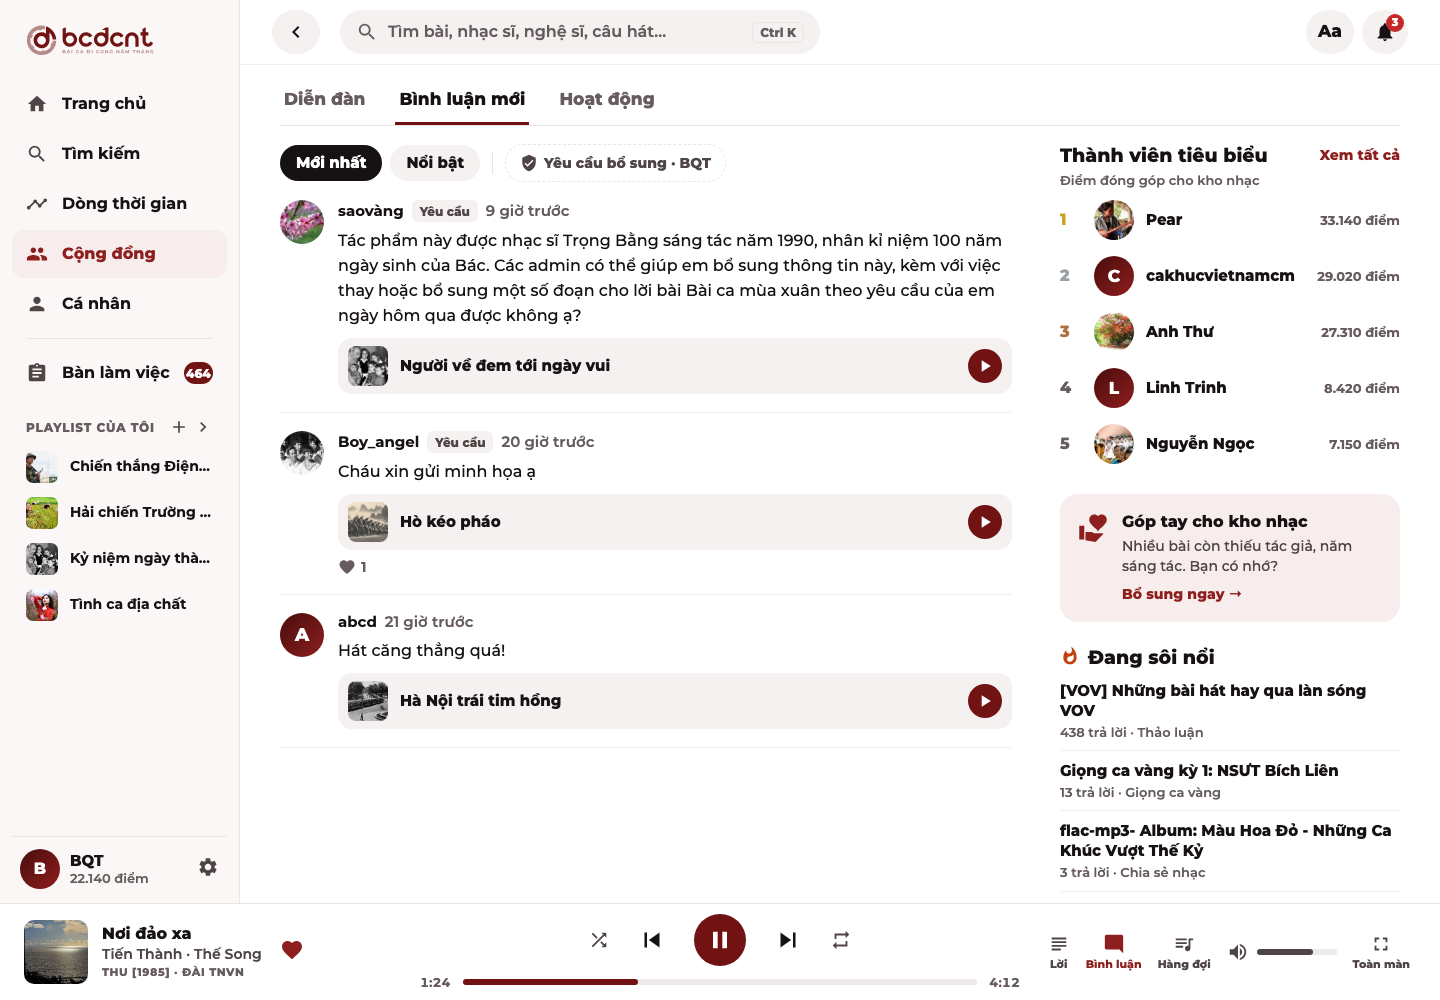 bcdcnt
BÀI CA ĐI CÙNG NĂM THÁNG
Trang chủ
Tìm kiếm
Dòng thời gian
Cộng đồng
Cá nhân
Bàn làm việc 464
PLAYLIST CỦA TÔI
Chiến thắng Điện...
Hải chiến Trường ...
Kỷ niệm ngày thà...
Tình ca địa chất
B
BQT
22.140 điểm
Tìm bài, nhạc sĩ, nghệ sĩ, câu hát... Ctrl K
Aa
3
Diễn đàn Bình luận mới Hoạt động
Mới nhất Nổi bật Yêu cầu bổ sung · BQT
saovàng Yêu cầu 9 giờ trước
Tác phẩm này được nhạc sĩ Trọng Bằng sáng tác năm 1990, nhân kỉ niệm 100 năm
ngày sinh của Bác. Các admin có thể giúp em bổ sung thông tin này, kèm với việc
thay hoặc bổ sung một số đoạn cho lời bài Bài ca mùa xuân theo yêu cầu của em
ngày hôm qua được không ạ?
Người về đem tới ngày vui
Boy_angel Yêu cầu 20 giờ trước
Cháu xin gửi minh họa ạ
Hò kéo pháo
1
A
abcd 21 giờ trước
Hát căng thẳng quá!
Hà Nội trái tim hồng
Thành viên tiêu biểu Xem tất cả
Điểm đóng góp cho kho nhạc
1 Pear 33.140 điểm
2 C cakhucvietnamcm 29.020 điểm
3 Anh Thư 27.310 điểm
4 L Linh Trinh 8.420 điểm
5 Nguyễn Ngọc 7.150 điểm
Góp tay cho kho nhạc
Nhiều bài còn thiếu tác giả, năm
sáng tác. Bạn có nhớ?
Bổ sung ngay →
Đang sôi nổi
[VOV] Những bài hát hay qua làn sóng
VOV
438 trả lời · Thảo luận
Giọng ca vàng kỳ 1: NSƯT Bích Liên
13 trả lời · Giọng ca vàng
flac-mp3- Album: Màu Hoa Đỏ - Những Ca
Khúc Vượt Thế Kỷ
3 trả lời · Chia sẻ nhạc
Nơi đảo xa
Tiến Thành · Thế Song
THU [1985] · ĐÀI TNVN
1:24 4:12
Lời Bình luận Hàng đợi Toàn màn